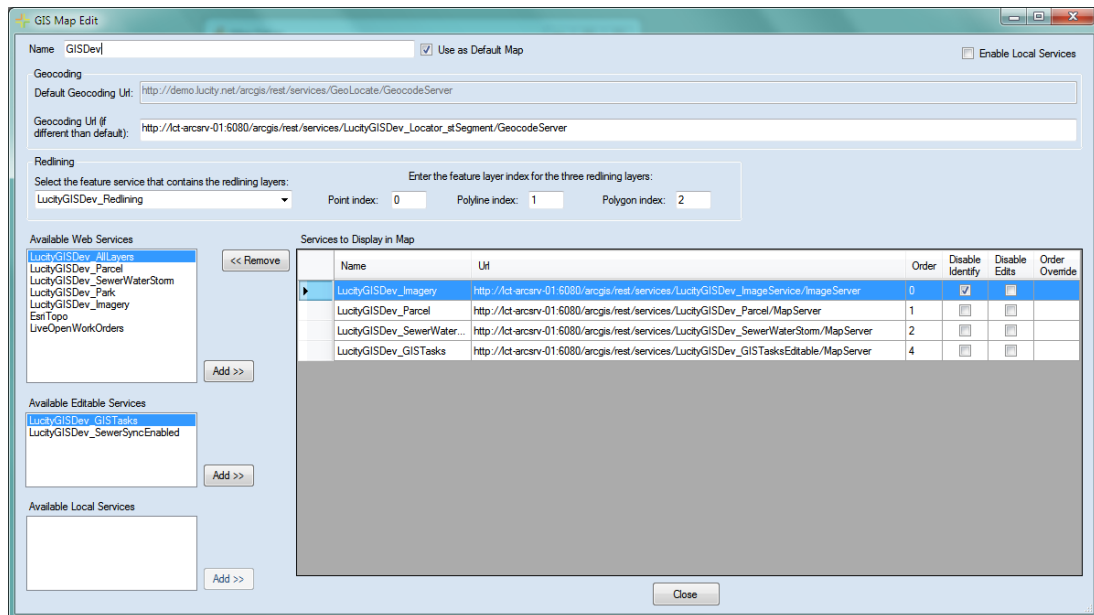 GIS Map Edit
Name GISDev Use as Default Map Enable Local Services
Geocoding
Default Geocoding Url: http://demo.lucity.net/arcgis/rest/services/GeoLocate/GeocodeServer
Geocoding Url (if
different than default): http://lct-arcsrv-01:6080/arcgis/rest/services/LucityGISDev_Locator_stSegment/GeocodeServer
Redlining
Select the feature service that contains the redlining layers: Enter the feature layer index for the three redlining layers:
LucityGISDev_Redlining Point index: 0 Polyline index: 1 Polygon index: 2
Available Web Services
LucityGISDev_AllLayers
LucityGISDev_Parcel
LucityGISDev_SewerWaterStorm
LucityGISDev_Park
LucityGISDev_Imagery
EsriTopo
LiveOpenWorkOrders
<< Remove
Add >>
Available Editable Services
LucityGISDev_GISTasks
LucityGISDev_SewerSyncEnabled
Add >>
Available Local Services
Add >>
Services to Display in Map
Name Url Order Disable Identify Disable Edits Order Override
LucityGISDev_Imagery http://lct-arcsrv-01:6080/arcgis/rest/services/LucityGISDev_ImageService/ImageServer 0
LucityGISDev_Parcel http://lct-arcsrv-01:6080/arcgis/rest/services/LucityGISDev_Parcel/MapServer 1
LucityGISDev_SewerWater... http://lct-arcsrv-01:6080/arcgis/rest/services/LucityGISDev_SewerWaterStorm/MapServer 2
LucityGISDev_GISTasks http://lct-arcsrv-01:6080/arcgis/rest/services/LucityGISDev_GISTasksEditable/MapServer 4
Close